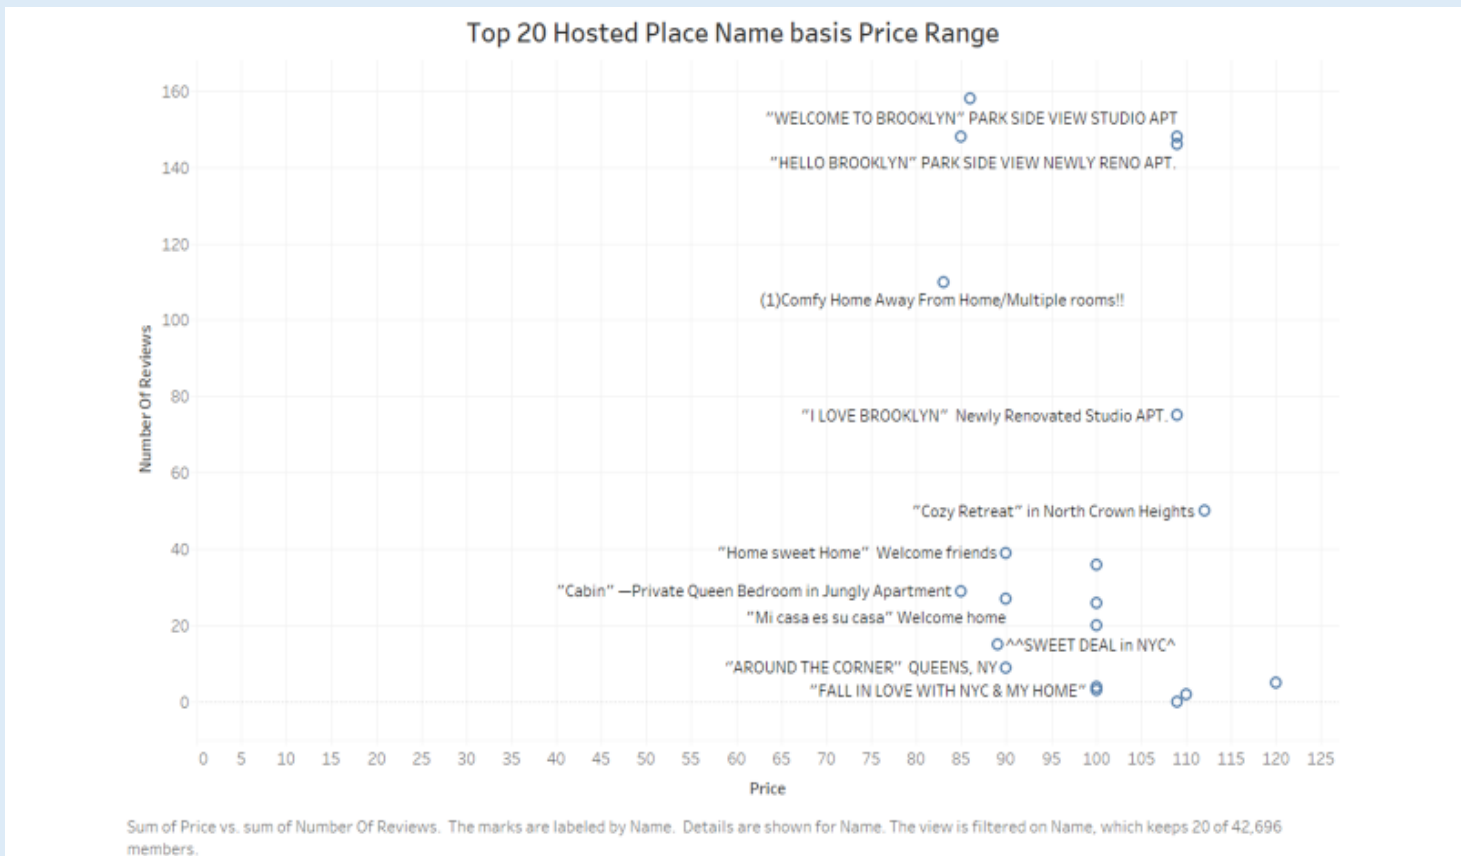 Top 20 Hosted Place Name basis Price Range
160
"WELCOME TO BROOKLYN" PARK SIDE VIEW STUDIO APT
140
"HELLO BROOKLYN" PARK SIDE VIEW NEWLY RENO APT.
120
(1)Comfy Home Away From Home/Multiple rooms!!
100
Number Of Reviews
80
"I LOVE BROOKLYN" Newly Renovated Studio APT.
60
"Cozy Retreat" in North Crown Heights
40
"Home sweet Home" Welcome friends
"Cabin" —Private Queen Bedroom in Jungly Apartment
"Mi casa es su casa" Welcome home
20
^^SWEET DEAL in NYC^
"AROUND THE CORNER" QUEENS, NY
"FALL IN LOVE WITH NYC & MY HOME"
0
0 5 10 15 20 25 30 35 40 45 50 55 60 65 70 75 80 85 90 95 100 105 110 115 120 125
Price
Sum of Price vs. sum of Number Of Reviews. The marks are labeled by Name. Details are shown for Name. The view is filtered on Name, which keeps 20 of 42,696
members.